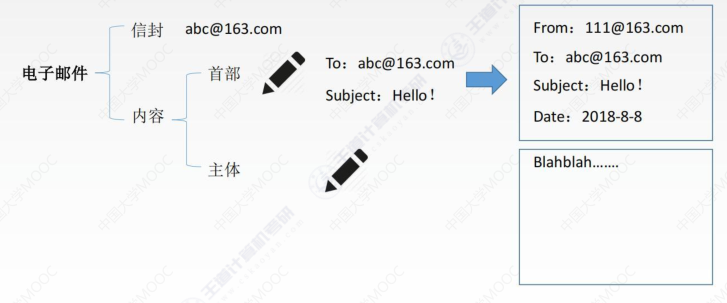 信封 abc@163.com
电子邮件
首部
To：abc@163.com
Subject：Hello！
内容
主体
From：111@163.com
To：abc@163.com
Subject：Hello！
Date：2018-8-8
Blahblah.......
中国大学MOOC
王道计算机考研